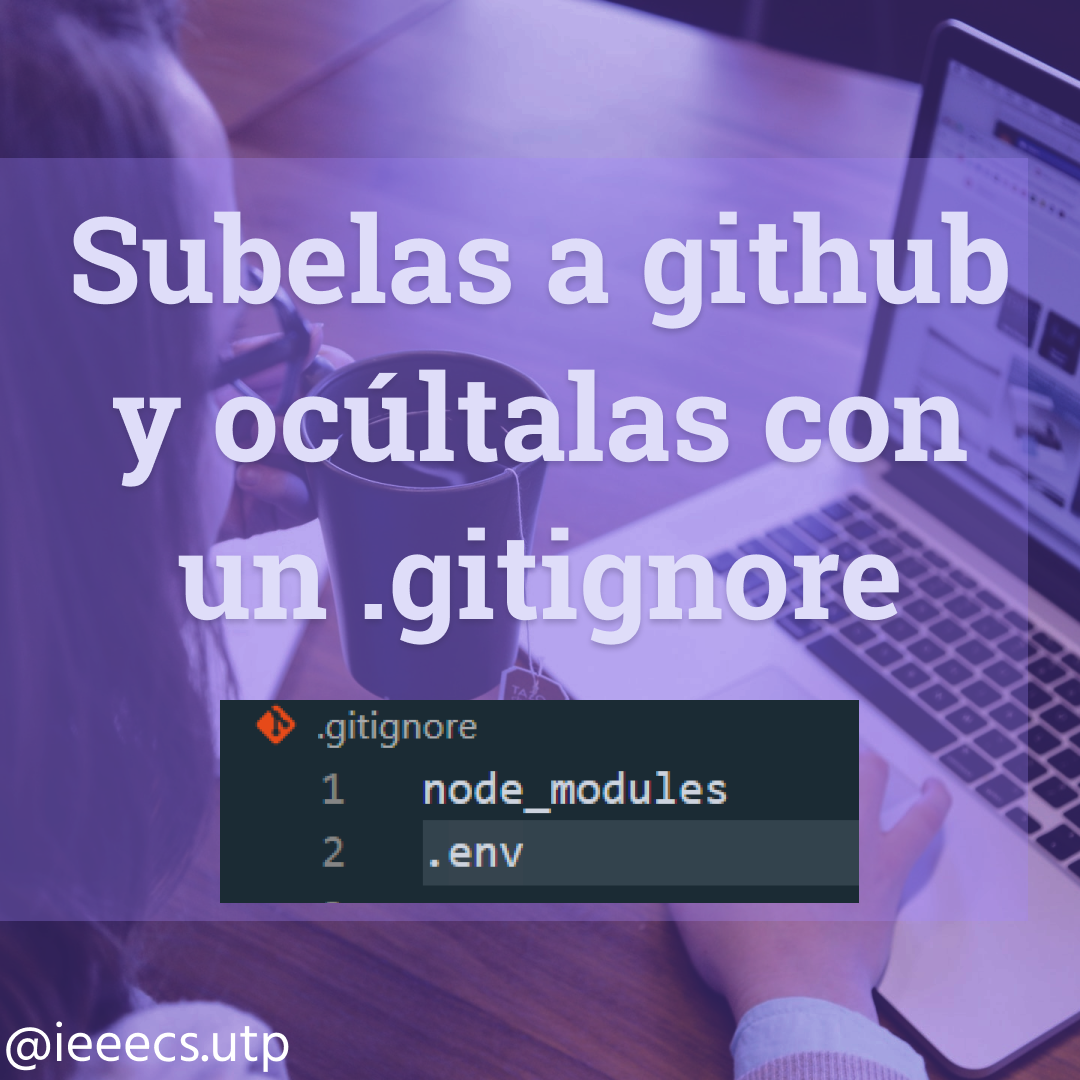 Subelas a github
y ocúltalas con
un .gitignore
.gitignore
1 node_modules
2 .env
@ieeecs.utp